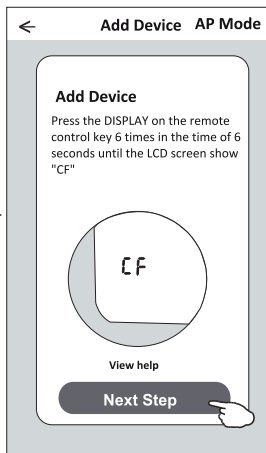 Add Device AP Mode
Add Device
Press the DISPLAY on the remote
control key 6 times in the time of 6
seconds until the LCD screen show
"CF"
CF
View help
Next Step